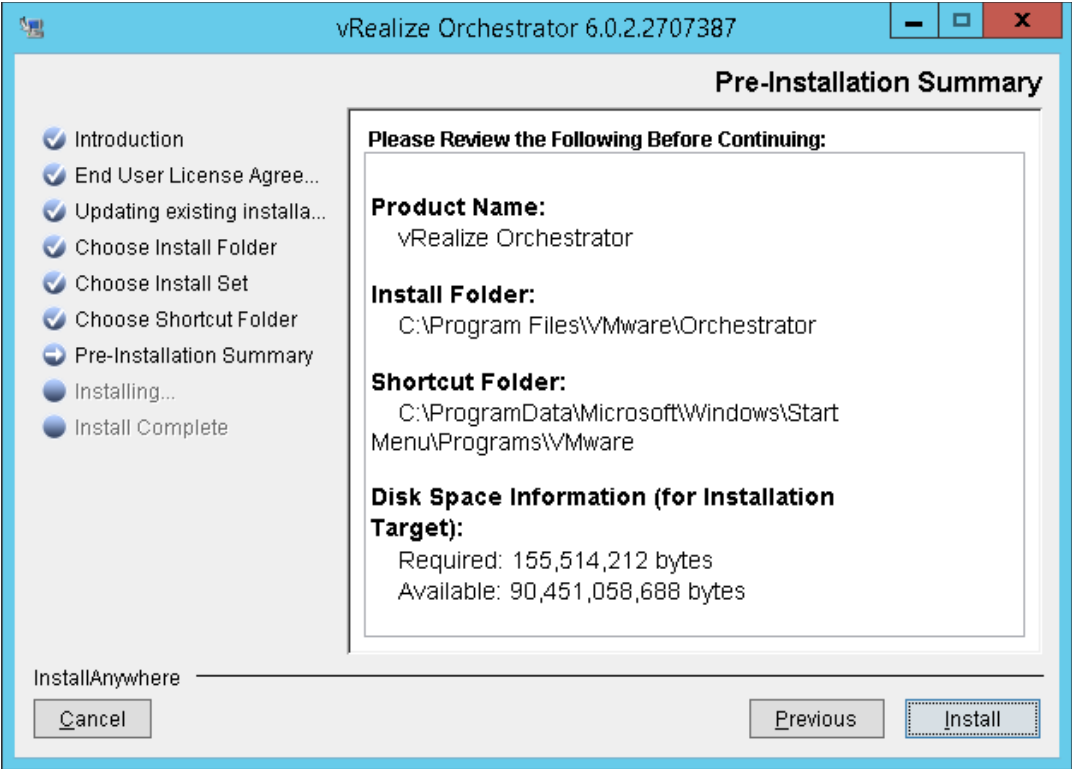 vRealize Orchestrator 6.0.2.2707387
Pre-Installation Summary
Introduction
End User License Agree...
Updating existing installa...
Choose Install Folder
Choose Install Set
Choose Shortcut Folder
Pre-Installation Summary
Installing...
Install Complete
Please Review the Following Before Continuing:
Product Name:
vRealize Orchestrator
Install Folder:
C:\Program Files\VMware\Orchestrator
Shortcut Folder:
C:\ProgramData\Microsoft\Windows\Start
Menu\Programs\VMware
Disk Space Information (for Installation
Target):
Required: 155,514,212 bytes
Available: 90,451,058,688 bytes
InstallAnywhere
Cancel
Previous
Install